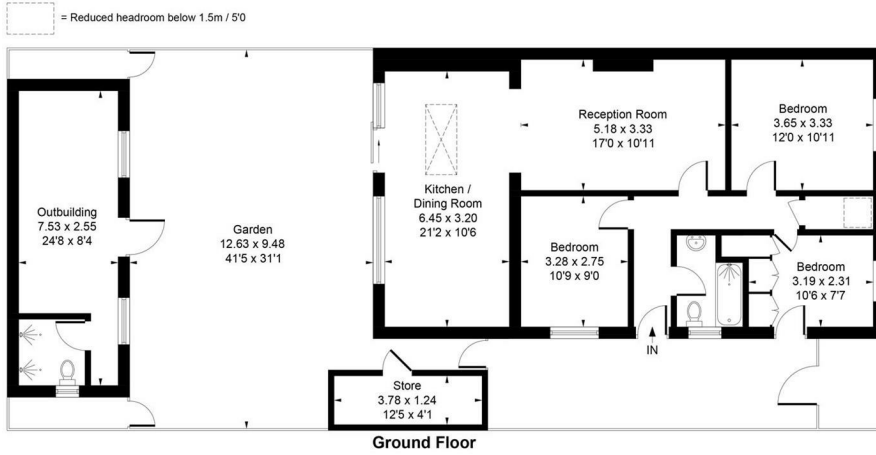 = Reduced headroom below 1.5m / 5'0
Reception Room
5.18 x 3.33
17'0 x 10'11
Bedroom
3.65 x 3.33
12'0 x 10'11
Kitchen /
Dining Room
6.45 x 3.20
21'2 x 10'6
Outbuilding
7.53 x 2.55
24'8 x 8'4
Garden
12.63 x 9.48
41'5 x 31'1
Bedroom
3.28 x 2.75
10'9 x 9'0
Bedroom
3.19 x 2.31
10'6 x 7'7
IN
Store
3.78 x 1.24
12'5 x 4'1
Ground Floor